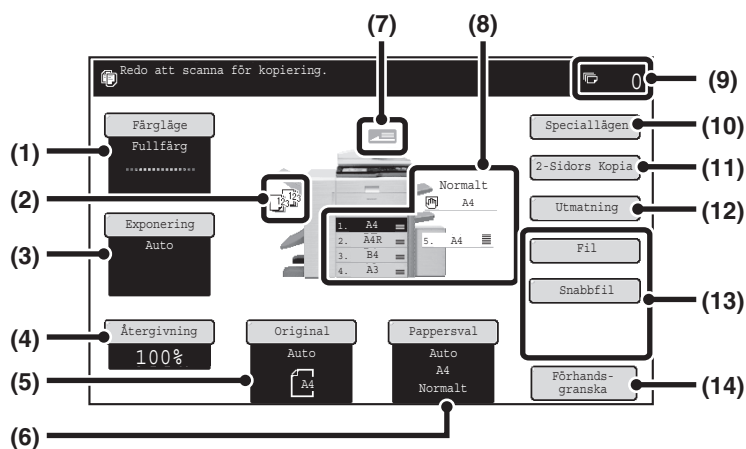 (7)
(8)
Redo att scanna för kopiering.
0
(9)
Färgläge
Fullfärg
(1)
(2)
123
123
Exponering
Auto
(3)
Återgivning
100%
(4)
Original
Auto
A4
(5)
Pappersval
Auto
A4
Normalt
(6)
Normalt
A4
1. A4
2. A4R
3. B4
4. A3
5. A4
Speciallägen
(10)
2-Sidors Kopia
(11)
Utmatning
(12)
Fil
Snabbfil
(13)
Förhands-
granska
(14)